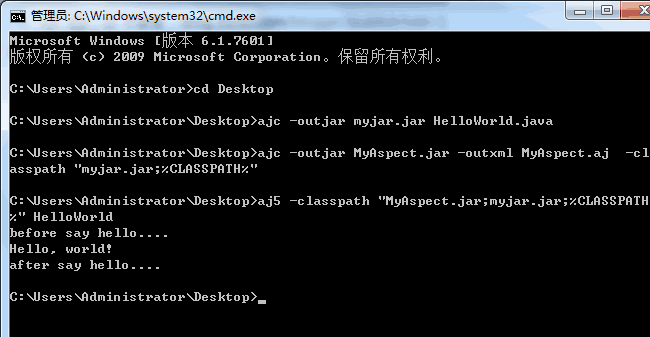 管理员: C:\Windows\system32\cmd.exe
Microsoft Windows [版本 6.1.7601]
版权所有 (c) 2009 Microsoft Corporation。保留所有权利。
C:\Users\Administrator>cd Desktop
C:\Users\Administrator\Desktop>ajc -outjar myjar.jar HelloWorld.java
C:\Users\Administrator\Desktop>ajc -outjar MyAspect.jar -outxml MyAspect.aj  -cl
asspath "myjar.jar;%CLASSPATH%"
C:\Users\Administrator\Desktop>aj5 -classpath "MyAspect.jar;myjar.jar;%CLASSPATH
%" HelloWorld
before say hello....
Hello, world!
after say hello....
C:\Users\Administrator\Desktop>